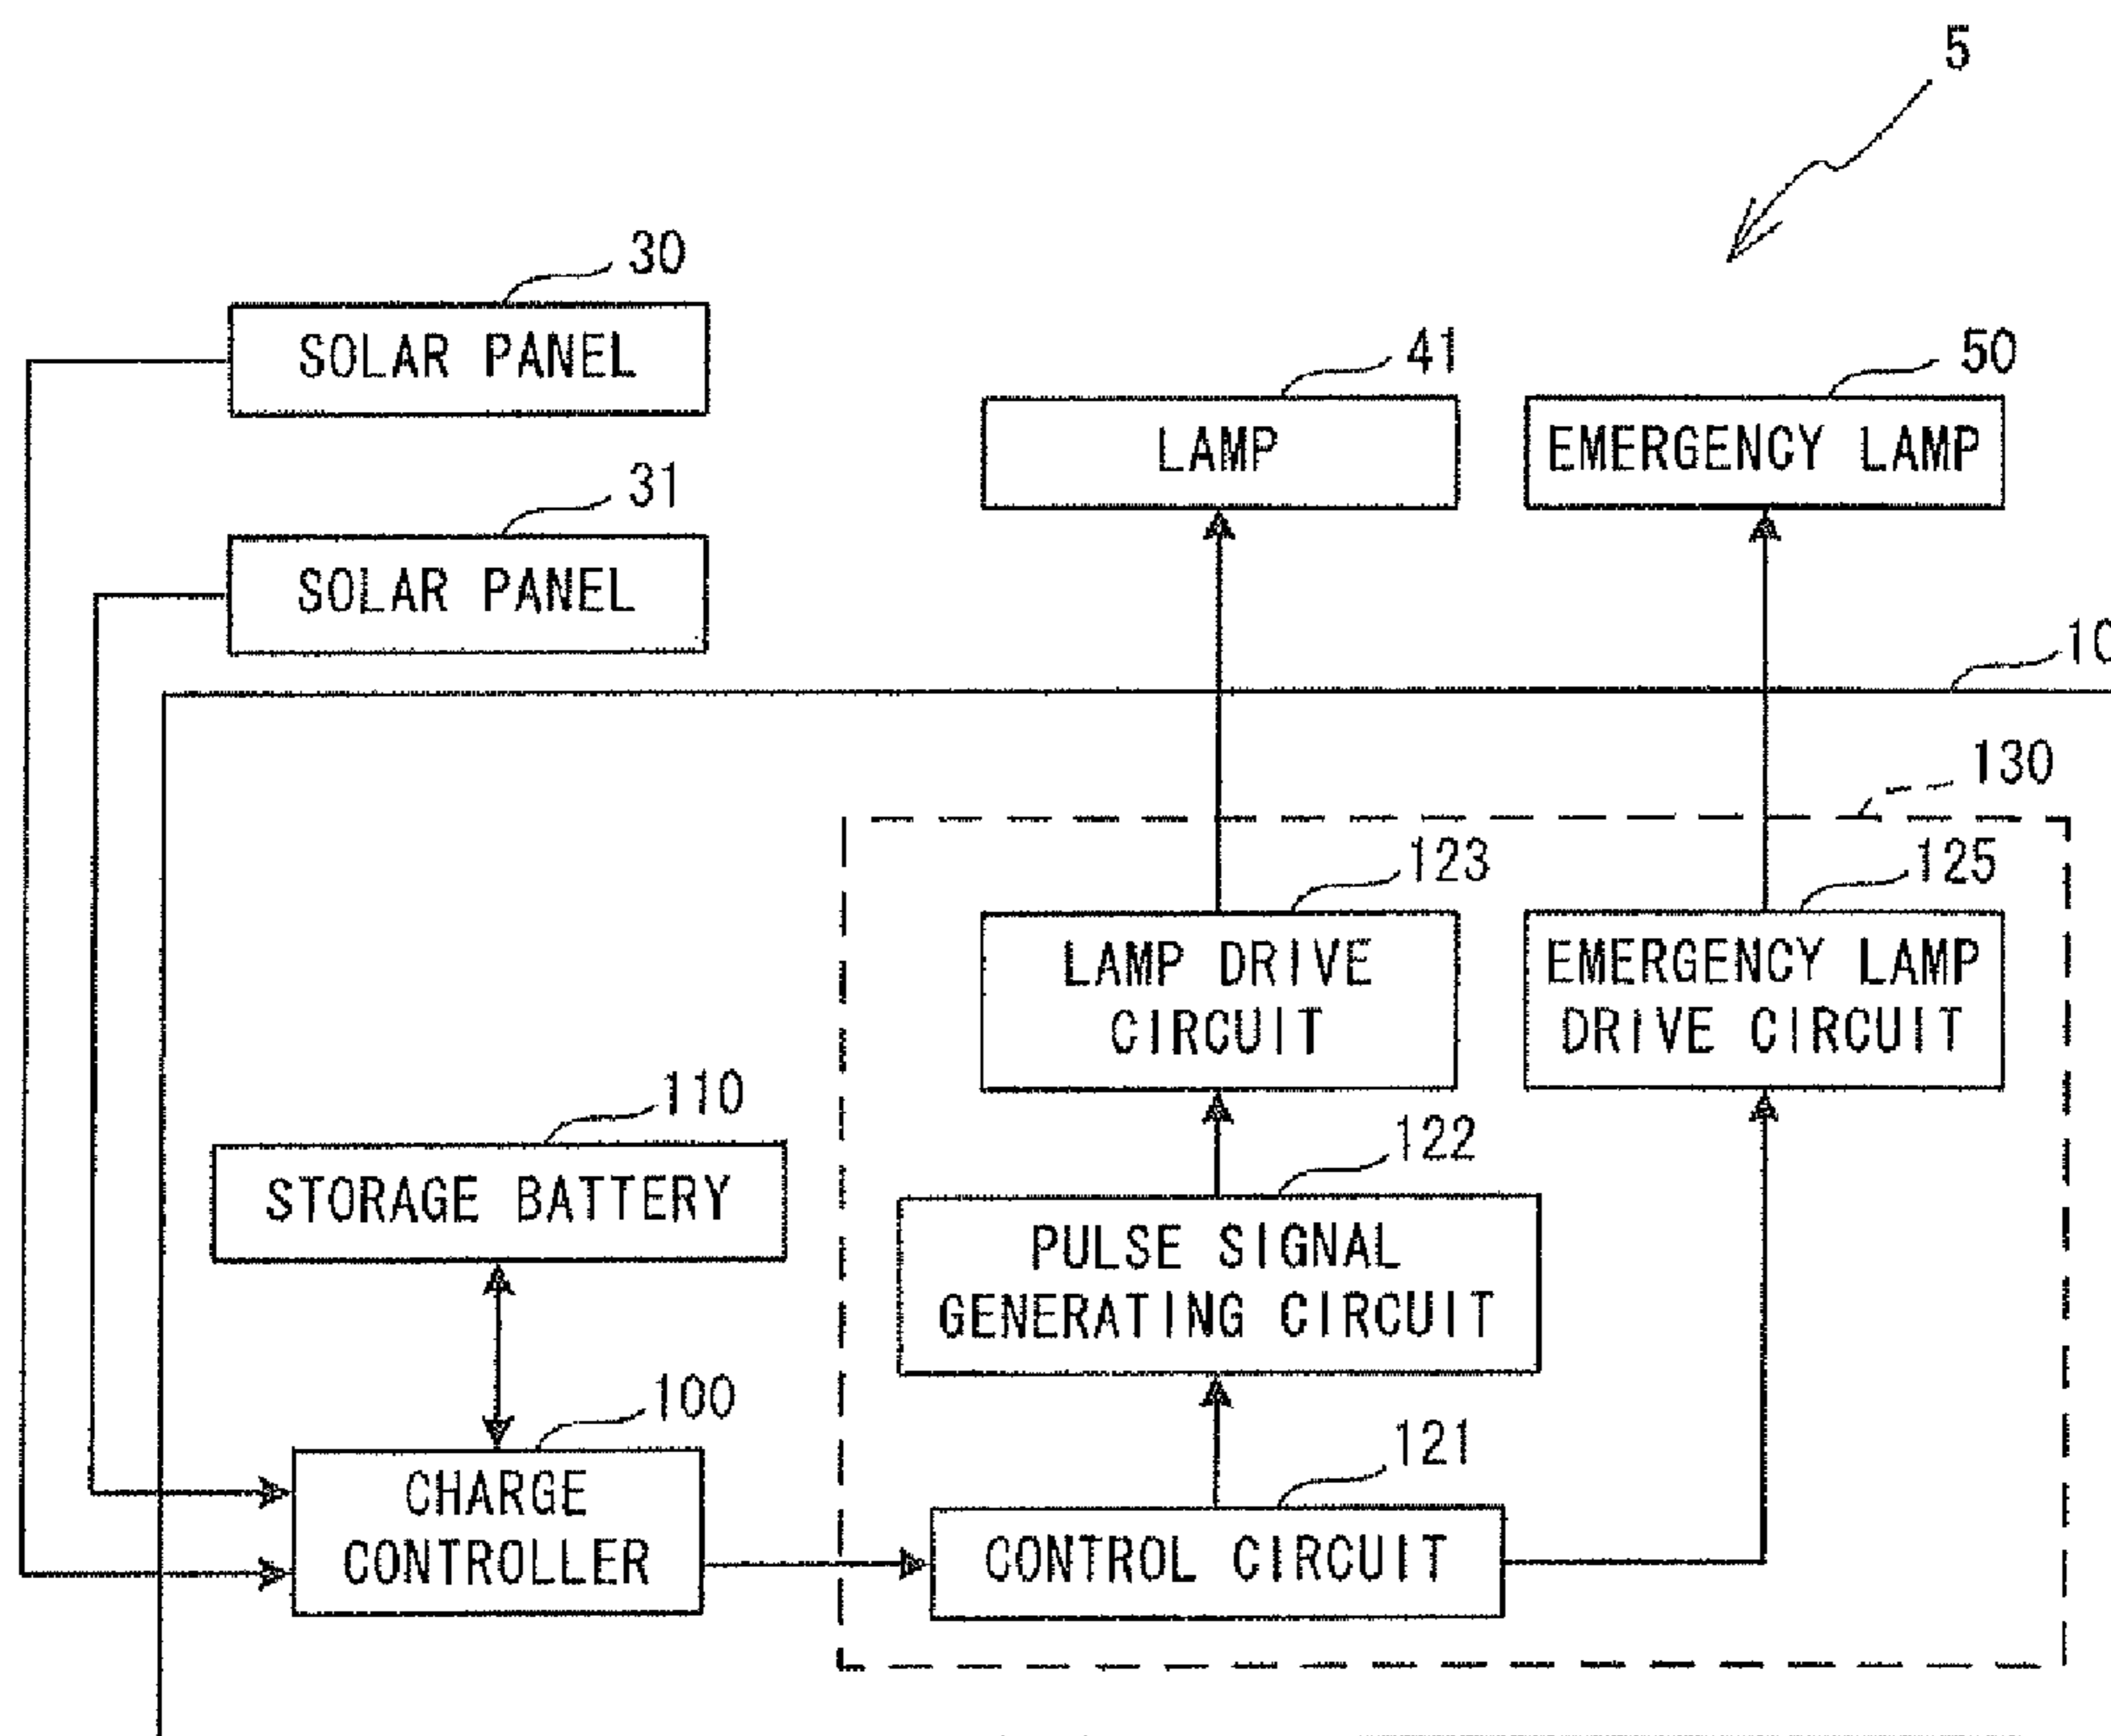 5
30
SOLAR PANEL
41
50
LAMP
EMERGENCY LAMP
31
SOLAR PANEL
10
130
123
125
LAMP DRIVE
CIRCUIT
EMERGENCY LAMP
DRIVE CIRCUIT
110
STORAGE BATTERY
122
PULSE SIGNAL
GENERATING CIRCUIT
100
CHARGE
CONTROLLER
121
CONTROL CIRCUIT